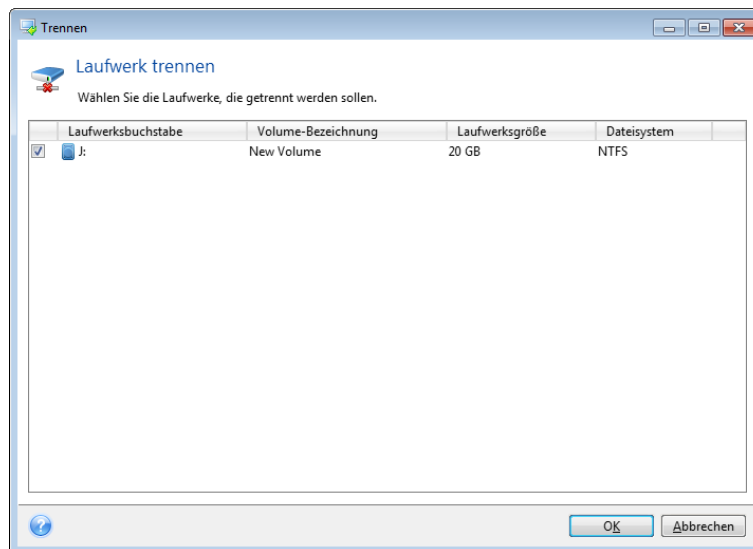 Trennen
Laufwerk trennen
Wählen Sie die Laufwerke, die getrennt werden sollen.
Laufwerksbuchstabe Volume-Bezeichnung Laufwerksgröße Dateisystem
J: New Volume 20 GB NTFS
OK Abbrechen